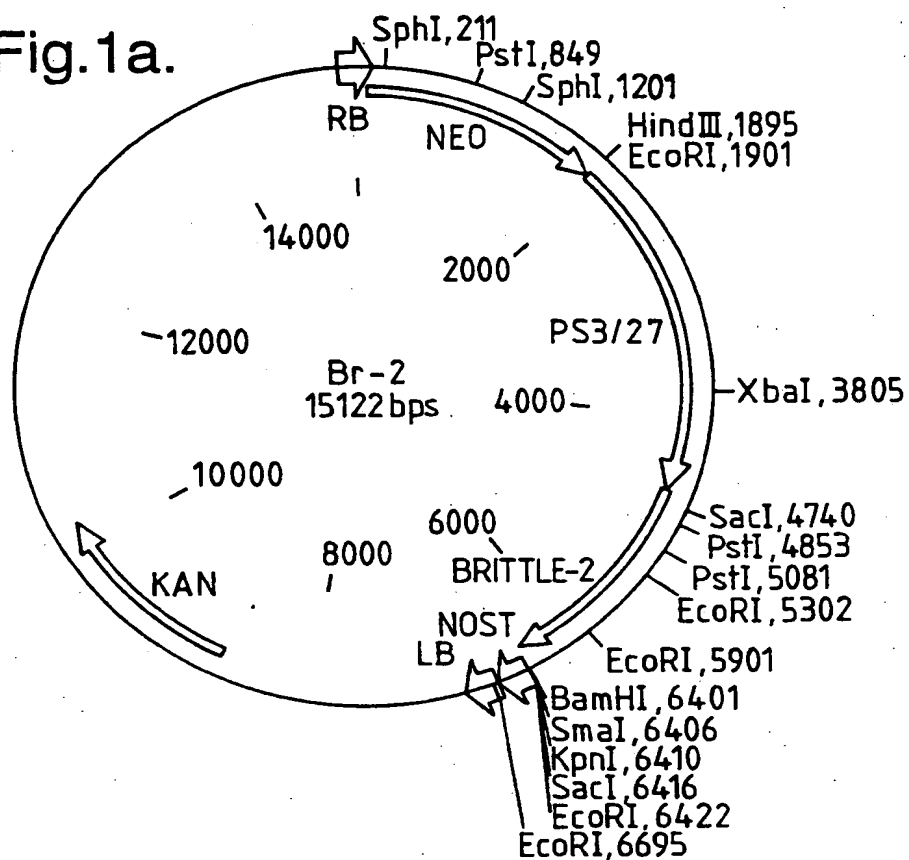 Fig.1a.
SphI,211
PstI,849
SphI,1201
HindIII,1895
EcoRI,1901
RB
NEO
14000
2000
PS3/27
12000
Br-2
15122bps
4000
XbaI,3805
10000
6000
8000
SacI,4740
PstI,4853
PstI,5081
EcoRI,5302
BRITTLE-2
KAN
NOST
LB
EcoRI,5901
BamHI,6401
SmaI,6406
KpnI,6410
SacI,6416
EcoRI,6422
EcoRI,6695